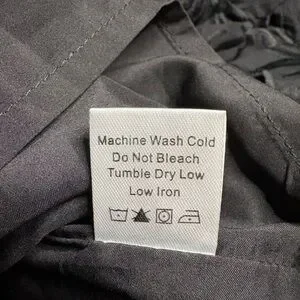 Machine Wash Cold
Do Not Bleach
Tumble Dry Low
Low Iron